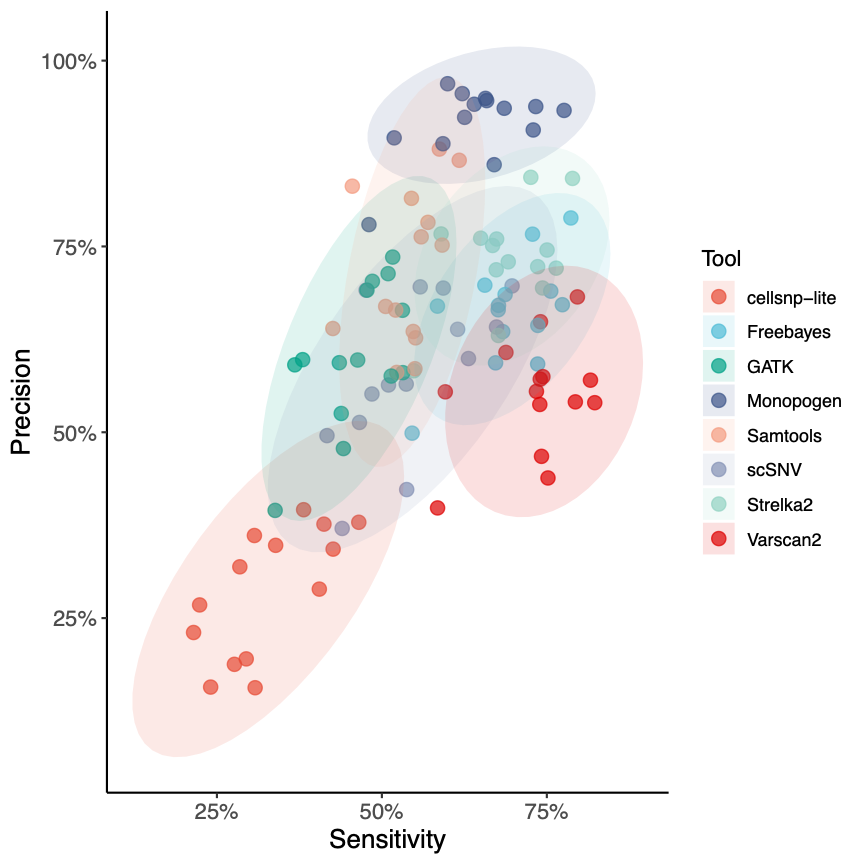 100%
75%
50%
25%
Precision
25%
50%
75%
Sensitivity
Tool
cellsnp-lite
Freebayes
GATK
Monopogen
Samtools
scSNV
Strelka2
Varscan2